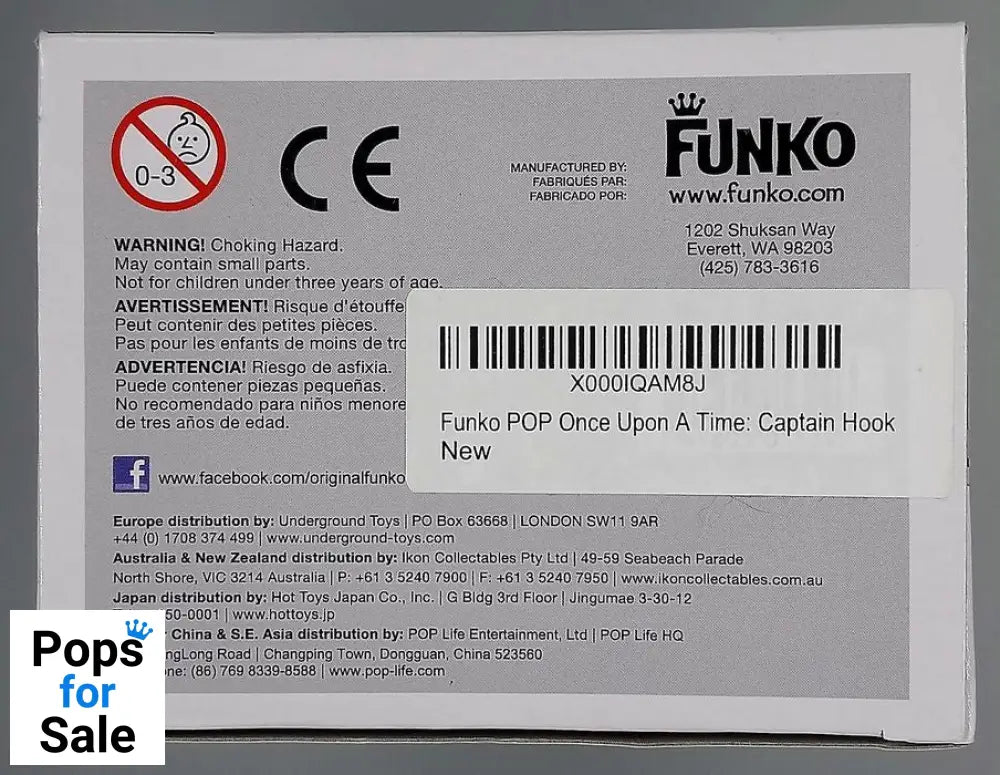 0-3
CE
MANUFACTURED BY:
FABRIQUÉS PAR:
FABRICADO POR:
FUNKO
www.funko.com
1202 Shuksan Way
Everett, WA 98203
(425) 783-3616
WARNING! Choking Hazard.
May contain small parts.
Not for children under three years of age.
AVERTISSEMENT! Risque d'étouffe
Peut contenir des petites pièces.
Pas pour les enfants de moins de tro
ADVERTENCIA! Riesgo de asfixia.
Puede contener piezas pequeñas.
No recomendado para niños menore
de tres años de edad.
X000IQAM8J
Funko POP Once Upon A Time: Captain Hook
New
f www.facebook.com/originalfunko
Europe distribution by: Underground Toys | PO Box 63668 | LONDON SW11 9AR
+44 (0) 1708 374 499 | www.underground-toys.com
Australia & New Zealand distribution by: Ikon Collectables Pty Ltd | 49-59 Seabeach Parade
North Shore, VIC 3214 Australia | P: +61 3 5240 7900 | F: +61 3 5240 7950 | www.ikoncollectables.com.au
Japan distribution by: Hot Toys Japan Co., Inc. | G Bldg 3rd Floor | Jingumae 3-30-12
50-0001 | www.hottoys.jp
China & S.E. Asia distribution by: POP Life Entertainment, Ltd | POP Life HQ
ngLong Road | Changping Town, Dongguan, China 523560
ne: (86) 769 8339-8588 | www.pop-life.com
Pops
for
Sale